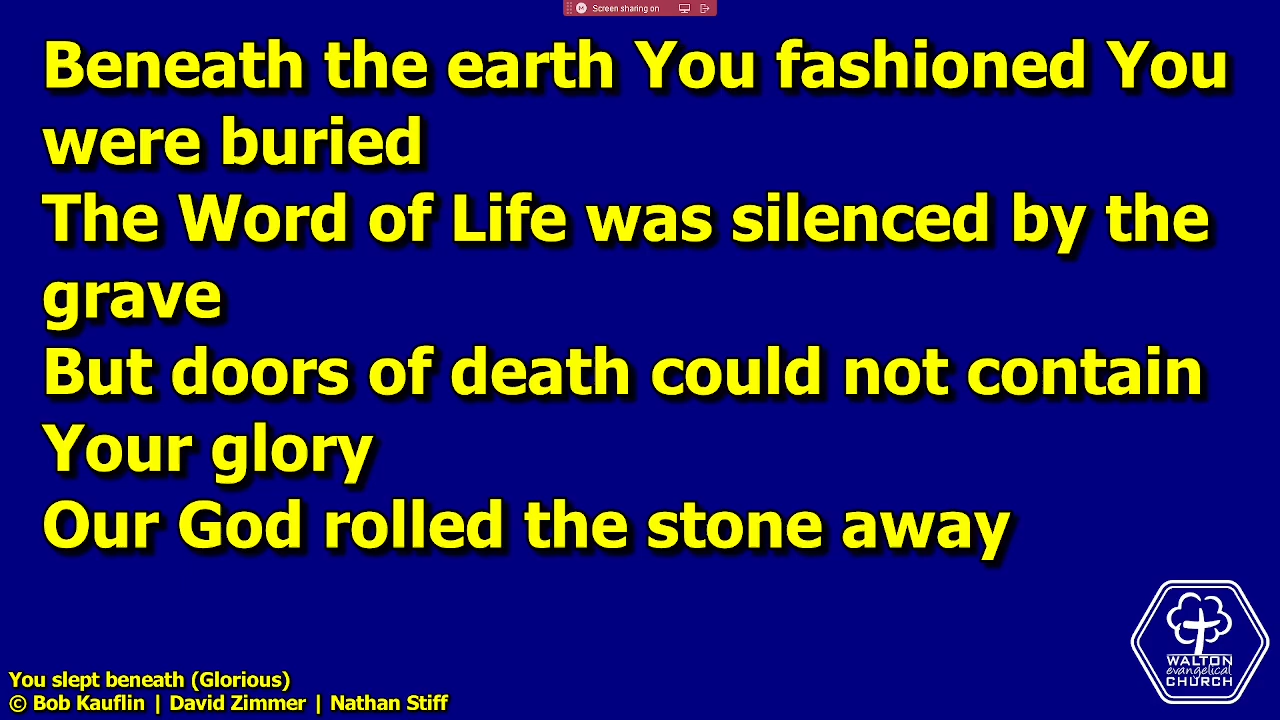 Screen sharing on
Beneath the earth You fashioned You
were buried
The Word of Life was silenced by the
grave
But doors of death could not contain
Your glory
Our God rolled the stone away
WALTON
evangelical
CHURCH
You slept beneath (Glorious)
© Bob Kauflin | David Zimmer | Nathan Stiff